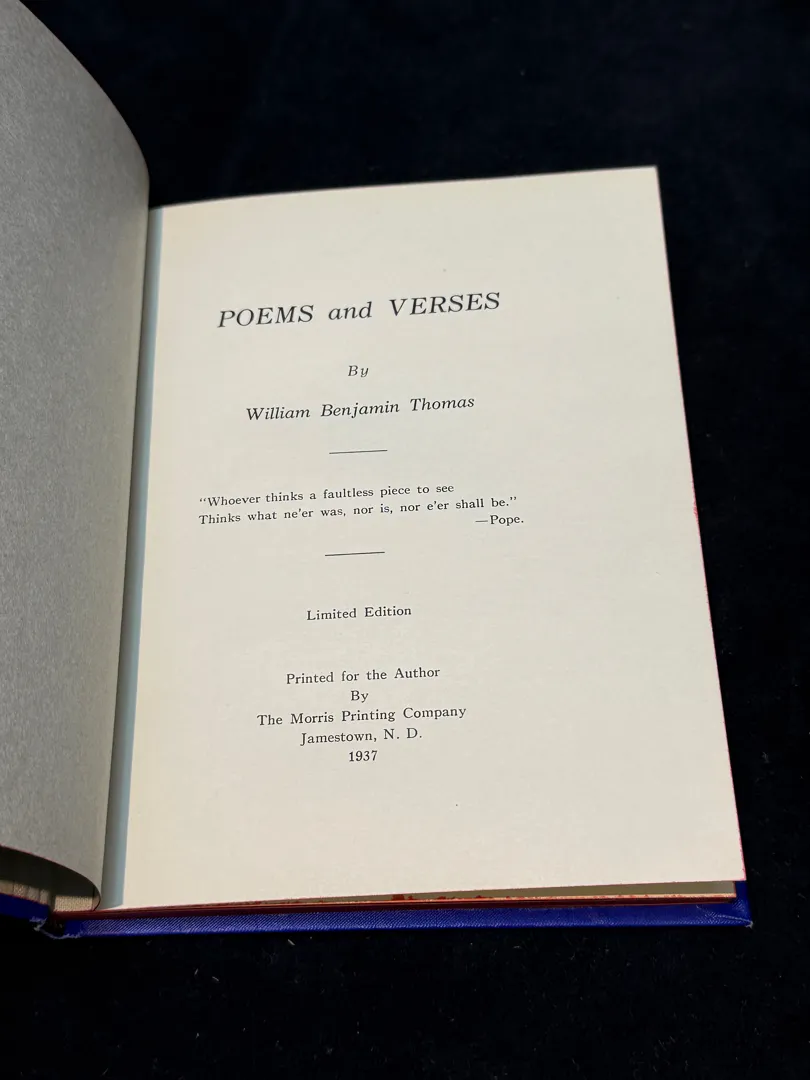 POEMS and VERSES
By
William Benjamin Thomas
“Whoever thinks a faultless piece to see
Thinks what ne'er was, nor is, nor e'er shall be.”
—Pope.
Limited Edition
Printed for the Author
By
The Morris Printing Company
Jamestown, N. D.
1937